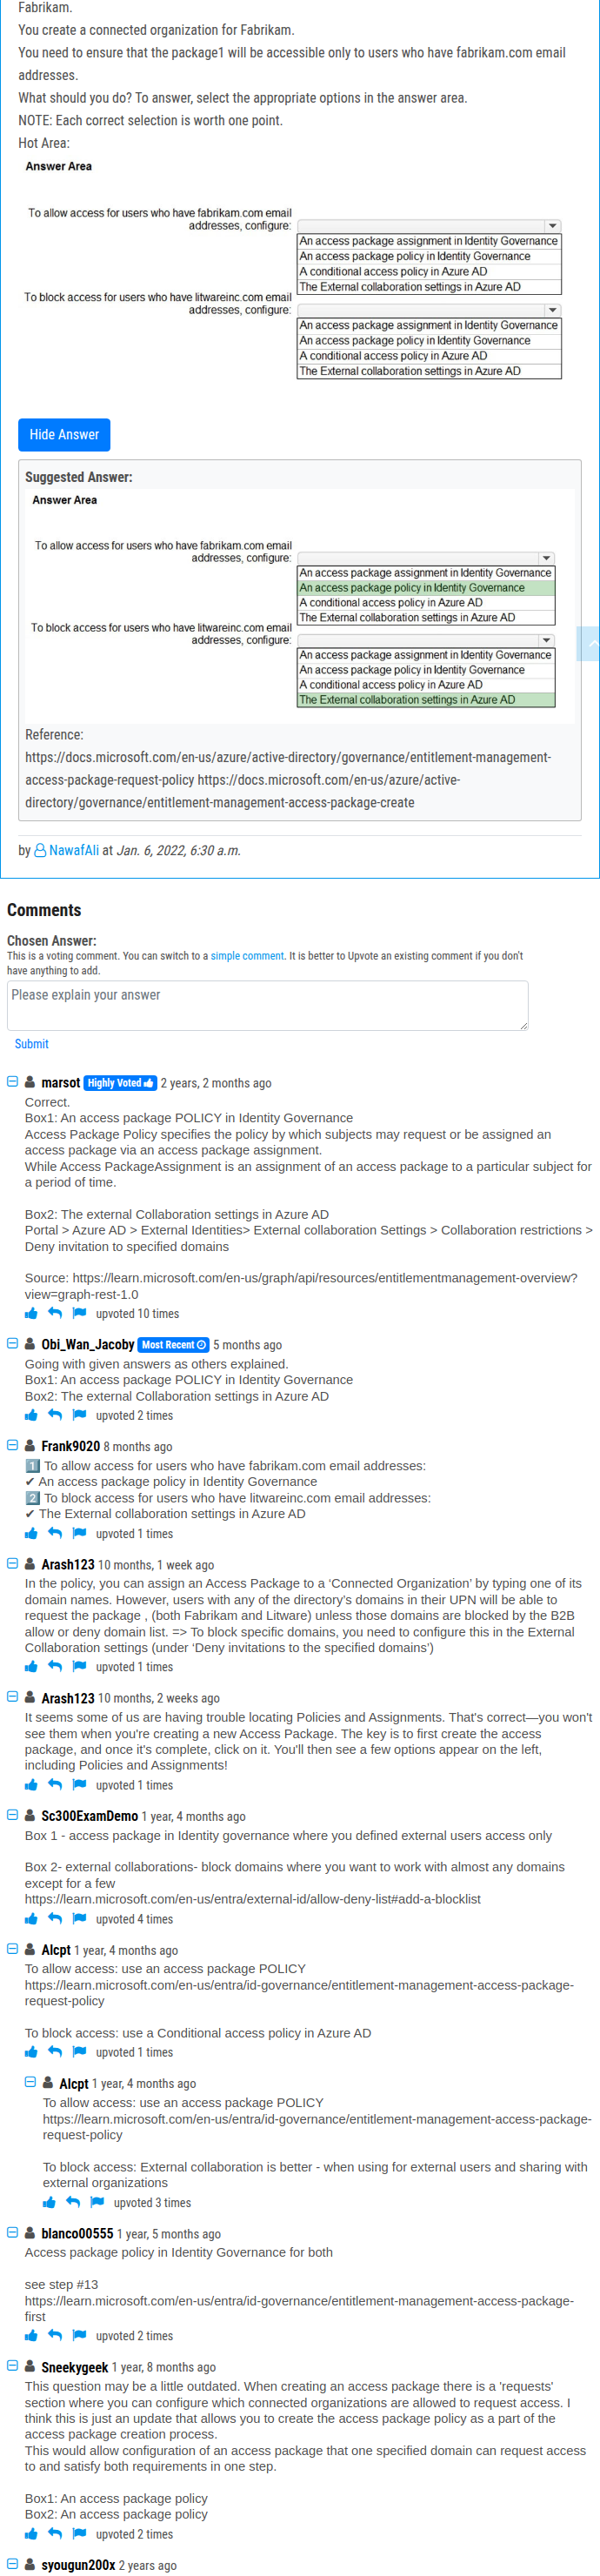 Fabrikam.
You create a connected organization for Fabrikam.
You need to ensure that the package1 will be accessible only to users who have fabrikam.com email
addresses.
What should you do? To answer, select the appropriate options in the answer area.
NOTE: Each correct selection is worth one point.
Hot Area:
Answer Area
To allow access for users who have fabrikam.com email
addresses, configure:
An access package assignment in Identity Governance
An access package policy in Identity Governance
A conditional access policy in Azure AD
The External collaboration settings in Azure AD
To block access for users who have litwareinc.com email
addresses, configure:
An access package assignment in Identity Governance
An access package policy in Identity Governance
A conditional access policy in Azure AD
The External collaboration settings in Azure AD
Hide Answer
Suggested Answer:
Answer Area
To allow access for users who have fabrikam.com email
addresses, configure:
An access package assignment in Identity Governance
An access package policy in Identity Governance
A conditional access policy in Azure AD
The External collaboration settings in Azure AD
To block access for users who have litwareinc.com email
addresses, configure:
An access package assignment in Identity Governance
An access package policy in Identity Governance
A conditional access policy in Azure AD
The External collaboration settings in Azure AD
Reference:
https://docs.microsoft.com/en-us/azure/active-directory/governance/entitlement-management-
access-package-request-policy https://docs.microsoft.com/en-us/azure/active-
directory/governance/entitlement-management-access-package-create
by NawafAli at Jan. 6, 2022, 6:30 a.m.
Comments
Chosen Answer:
This is a voting comment. You can switch to a simple comment. It is better to Upvote an existing comment if you don't
have anything to add.
Please explain your answer
Submit
marsot Highly Voted 2 years, 2 months ago
Correct.
Box1: An access package POLICY in Identity Governance
Access Package Policy specifies the policy by which subjects may request or be assigned an
access package via an access package assignment.
While Access PackageAssignment is an assignment of an access package to a particular subject for
a period of time.
Box2: The external Collaboration settings in Azure AD
Portal > Azure AD > External Identities> External collaboration Settings > Collaboration restrictions >
Deny invitation to specified domains
Source: https://learn.microsoft.com/en-us/graph/api/resources/entitlementmanagement-overview?
view=graph-rest-1.0
upvoted 10 times
Obi_Wan_Jacoby Most Recent 5 months ago
Going with given answers as others explained.
Box1: An access package POLICY in Identity Governance
Box2: The external Collaboration settings in Azure AD
upvoted 2 times
Frank9020 8 months ago
1️⃣ To allow access for users who have fabrikam.com email addresses:
✔ An access package policy in Identity Governance
2️⃣ To block access for users who have litwareinc.com email addresses:
✔ The External collaboration settings in Azure AD
upvoted 1 times
Arash123 10 months, 1 week ago
In the policy, you can assign an Access Package to a ‘Connected Organization’ by typing one of its
domain names. However, users with any of the directory’s domains in their UPN will be able to
request the package , (both Fabrikam and Litware) unless those domains are blocked by the B2B
allow or deny domain list. => To block specific domains, you need to configure this in the External
Collaboration settings (under ‘Deny invitations to the specified domains’)
upvoted 1 times
Arash123 10 months, 2 weeks ago
It seems some of us are having trouble locating Policies and Assignments. That's correct—you won't
see them when you're creating a new Access Package. The key is to first create the access
package, and once it's complete, click on it. You'll then see a few options appear on the left,
including Policies and Assignments!
upvoted 1 times
Sc300ExamDemo 1 year, 4 months ago
Box 1 - access package in Identity governance where you defined external users access only
Box 2- external collaborations- block domains where you want to work with almost any domains
except for a few
https://learn.microsoft.com/en-us/entra/external-id/allow-deny-list#add-a-blocklist
upvoted 4 times
Alcpt 1 year, 4 months ago
To allow access: use an access package POLICY
https://learn.microsoft.com/en-us/entra/id-governance/entitlement-management-access-package-
request-policy
To block access: use a Conditional access policy in Azure AD
upvoted 1 times
Alcpt 1 year, 4 months ago
To allow access: use an access package POLICY
https://learn.microsoft.com/en-us/entra/id-governance/entitlement-management-access-package-
request-policy
To block access: External collaboration is better - when using for external users and sharing with
external organizations
upvoted 3 times
blanco00555 1 year, 5 months ago
Access package policy in Identity Governance for both
see step #13
https://learn.microsoft.com/en-us/entra/id-governance/entitlement-management-access-package-
first
upvoted 2 times
Sneekygeek 1 year, 8 months ago
This question may be a little outdated. When creating an access package there is a 'requests'
section where you can configure which connected organizations are allowed to request access. I
think this is just an update that allows you to create the access package policy as a part of the
access package creation process.
This would allow configuration of an access package that one specified domain can request access
to and satisfy both requirements in one step.
Box1: An access package policy
Box2: An access package policy
upvoted 2 times
syougun200x 2 years ago